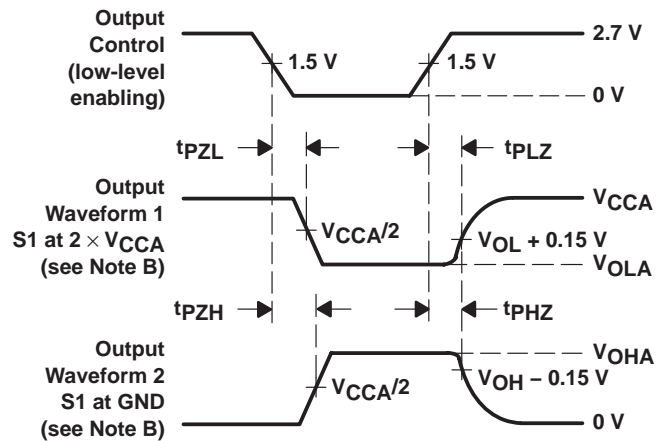 Output
Control
(low-level
enabling)
1.5 V
1.5 V
2.7 V
0 V
tPZL
tPLZ
Output
Waveform 1
S1 at 2 × VCCA
(see Note B)
VCCA/2
VCCA
VOL + 0.15 V
VOLA
tPZH
tPHZ
Output
Waveform 2
S1 at GND
(see Note B)
VCCA/2
VOHA
VOH – 0.15 V
0 V